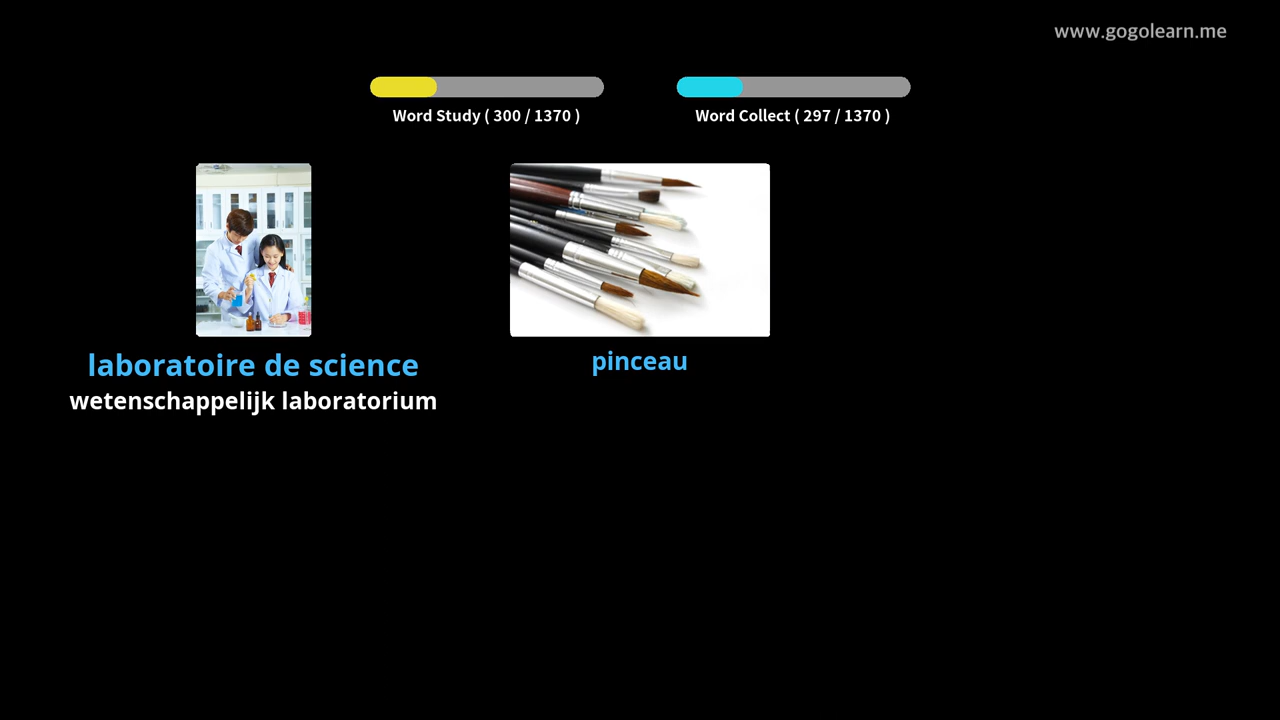 www.gogolearn.me
Word Study ( 300 / 1370 )
Word Collect ( 297 / 1370 )
laboratoire de science
wetenschappelijk laboratorium
pinceau